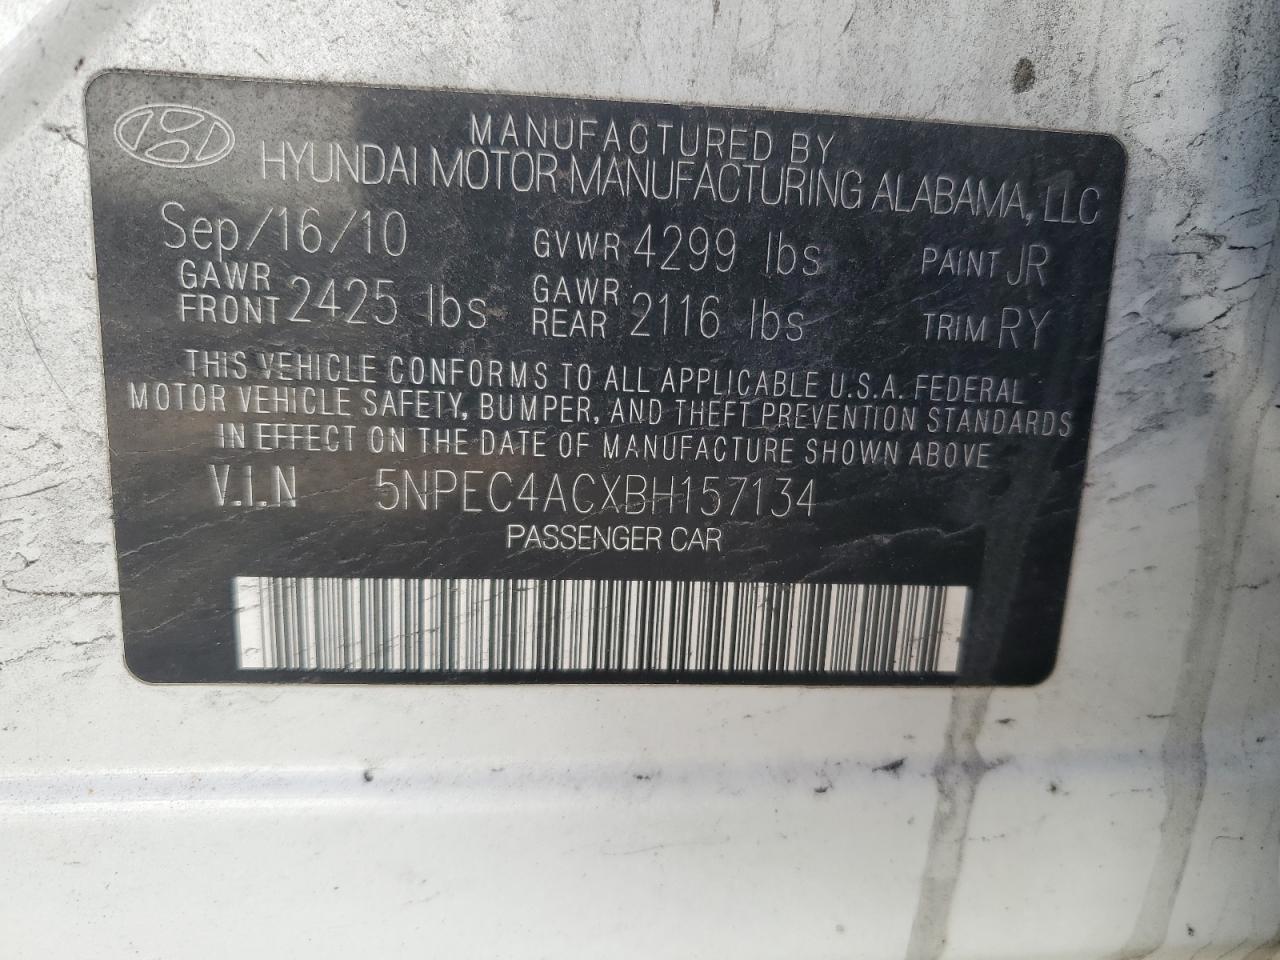 MANUFACTURED BY
HYUNDAI MOTOR MANUFACTURING ALABAMA, LLC
Sep/16/10 GVWR 4299 lbs PAINT JR
GAWR FRONT 2425 lbs GAWR REAR 2116 lbs TRIM RY
THIS VEHICLE CONFORMS TO ALL APPLICABLE U.S.A. FEDERAL
MOTOR VEHICLE SAFETY, BUMPER, AND THEFT PREVENTION STANDARDS
IN EFFECT ON THE DATE OF MANUFACTURE SHOWN ABOVE
V.I.N 5NPEC4ACXBH157134
PASSENGER CAR